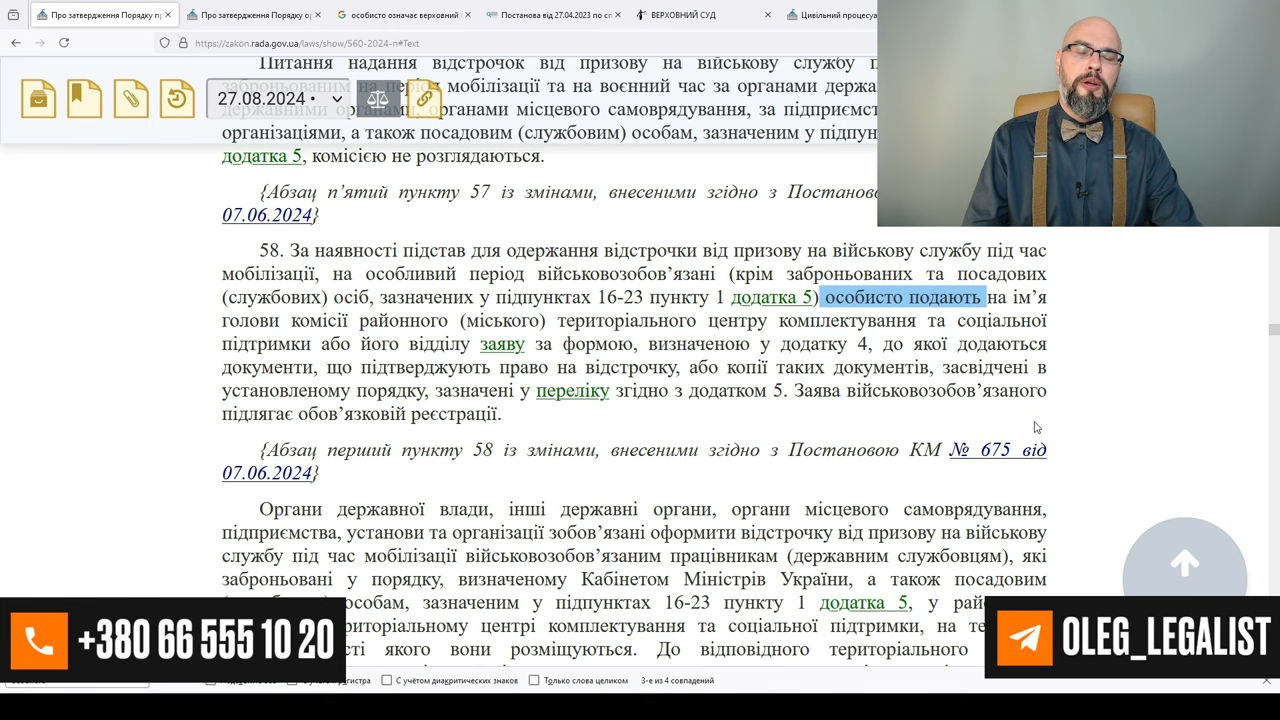 Про затвердження Порядку п
Про затвердження Порядку ор
особисто означає верховний
Постанова від 27.04.2023 по сп
ВЕРХОВНИЙ СУД
Цивільний процесуа
https://zakon.rada.gov.ua/laws/show/560-2024-п#Text
27.08.2024 •
Питання надання відстрочок від призову на військову службу п
заброньованим на період мобілізації та на воєнний час за органами держа
державними органами, органами місцевого самоврядування, за підприємст
організаціями, а також посадовим (службовим) особам, зазначеним у підпун
додатка 5, комісією не розглядаються.
{Абзац п’ятий пункту 57 із змінами, внесеними згідно з Постаново
07.06.2024}
58. За наявності підстав для одержання відстрочки від призову на військову службу під час
мобілізації, на особливий період військовозобов’язані (крім заброньованих та посадових
(службових) осіб, зазначених у підпунктах 16-23 пункту 1 додатка 5) особисто подають на ім’я
голови комісії районного (міського) територіального центру комплектування та соціальної
підтримки або його відділу заяву за формою, визначеною у додатку 4, до якої додаються
документи, що підтверджують право на відстрочку, або копії таких документів, засвідчені в
установленому порядку, зазначені у переліку згідно з додатком 5. Заява військовозобов’язаного
підлягає обов’язковій реєстрації.
{Абзац перший пункту 58 із змінами, внесеними згідно з Постановою КМ № 675 від
07.06.2024}
Органи державної влади, інші державні органи, органи місцевого самоврядування,
підприємства, установи та організації зобов’язані оформити відстрочку від призову на військову
службу під час мобілізації військовозобов’язаним працівникам (державним службовцям), які
заброньовані у порядку, визначеному Кабінетом Міністрів України, а також посадовим
особам, зазначеним у підпунктах 16-23 пункту 1 додатка 5, у рай
територіальному центрі комплектування та соціальної підтримки, на те
сті якого вони розміщуються. До відповідного територіального
+380 66 555 10 20
OLEG_LEGALIST
С учётом диакритических знаков
Только слова целиком
3-е из 4 совпадений